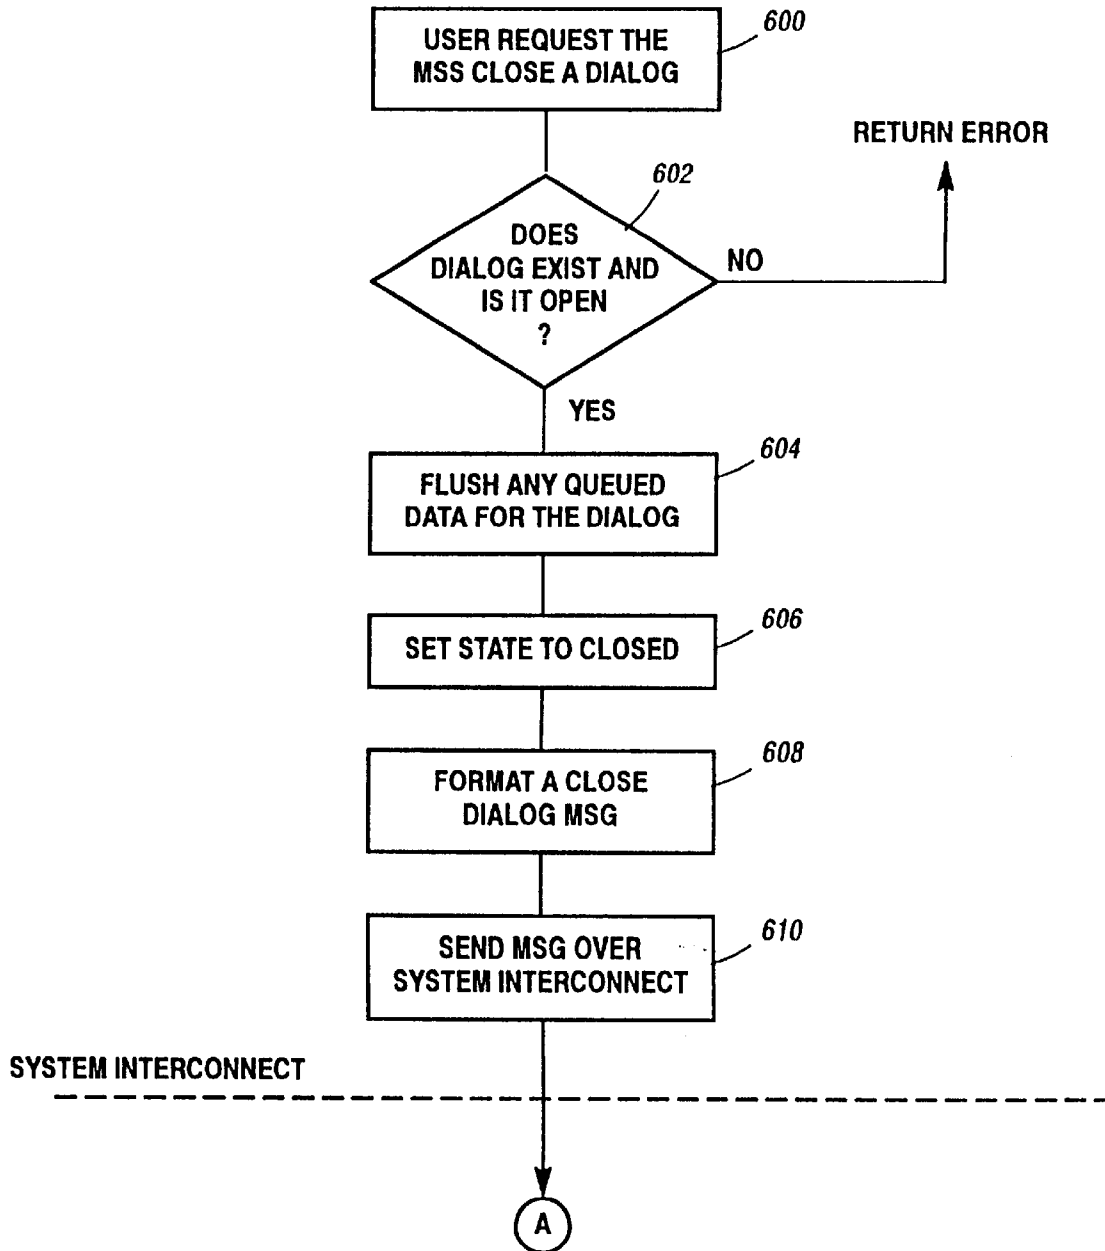 USER REQUEST THE
MSS CLOSE A DIALOG
600
RETURN ERROR
602
DOES
DIALOG EXIST AND
IS IT OPEN
?
NO
YES
604
FLUSH ANY QUEUED
DATA FOR THE DIALOG
606
SET STATE TO CLOSED
608
FORMAT A CLOSE
DIALOG MSG
610
SEND MSG OVER
SYSTEM INTERCONNECT
SYSTEM INTERCONNECT
A